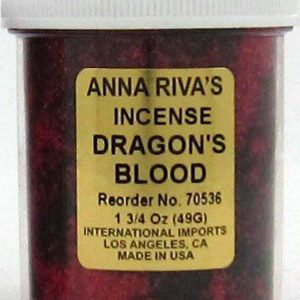 ANNA RIVA'S
INCENSE
DRAGON'S
BLOOD
Reorder No. 70536
1 3/4 Oz (49G)
INTERNATIONAL IMPORTS
LOS ANGELES, CA
MADE IN USA